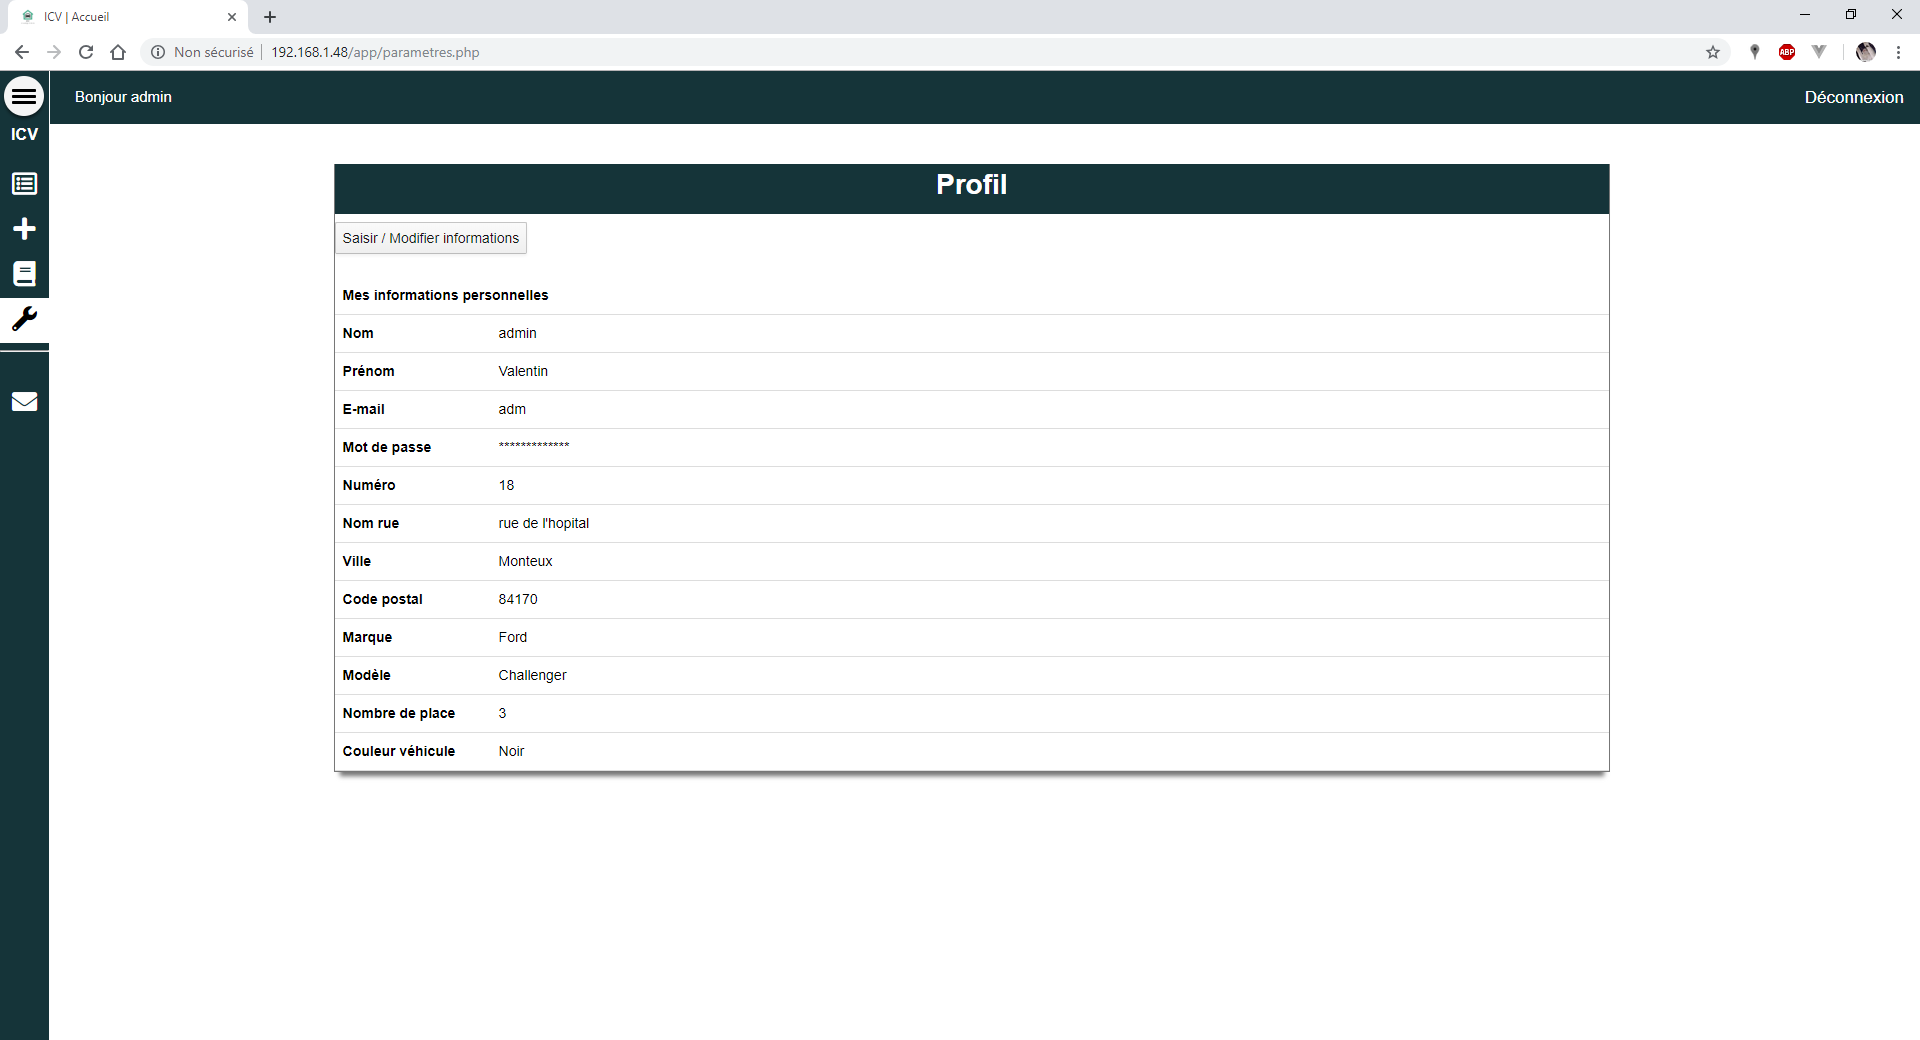 ICV | Accueil
Non sécurisé 192.168.1.48/app/parametres.php
ABP
Bonjour admin
Déconnexion
ICV
Profil
Saisir / Modifier informations
Mes informations personnelles
Nom admin
Prénom Valentin
E-mail adm
Mot de passe *************
Numéro 18
Nom rue rue de l'hopital
Ville Monteux
Code postal 84170
Marque Ford
Modèle Challenger
Nombre de place 3
Couleur véhicule Noir